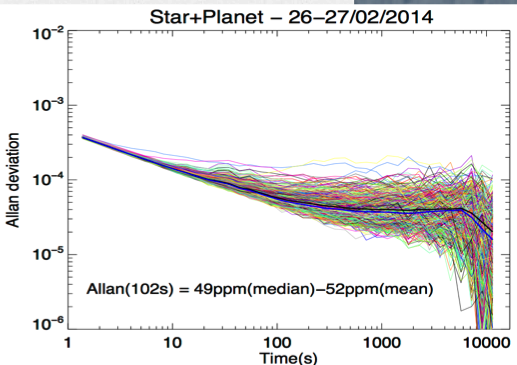 Star+Planet – 26–27/02/2014
10⁻²
10⁻³
10⁻⁴
10⁻⁵
10⁻⁶
Allan deviation
Allan(102s) = 49ppm(median)–52ppm(mean)
1 10 100 1000 10000
Time(s)